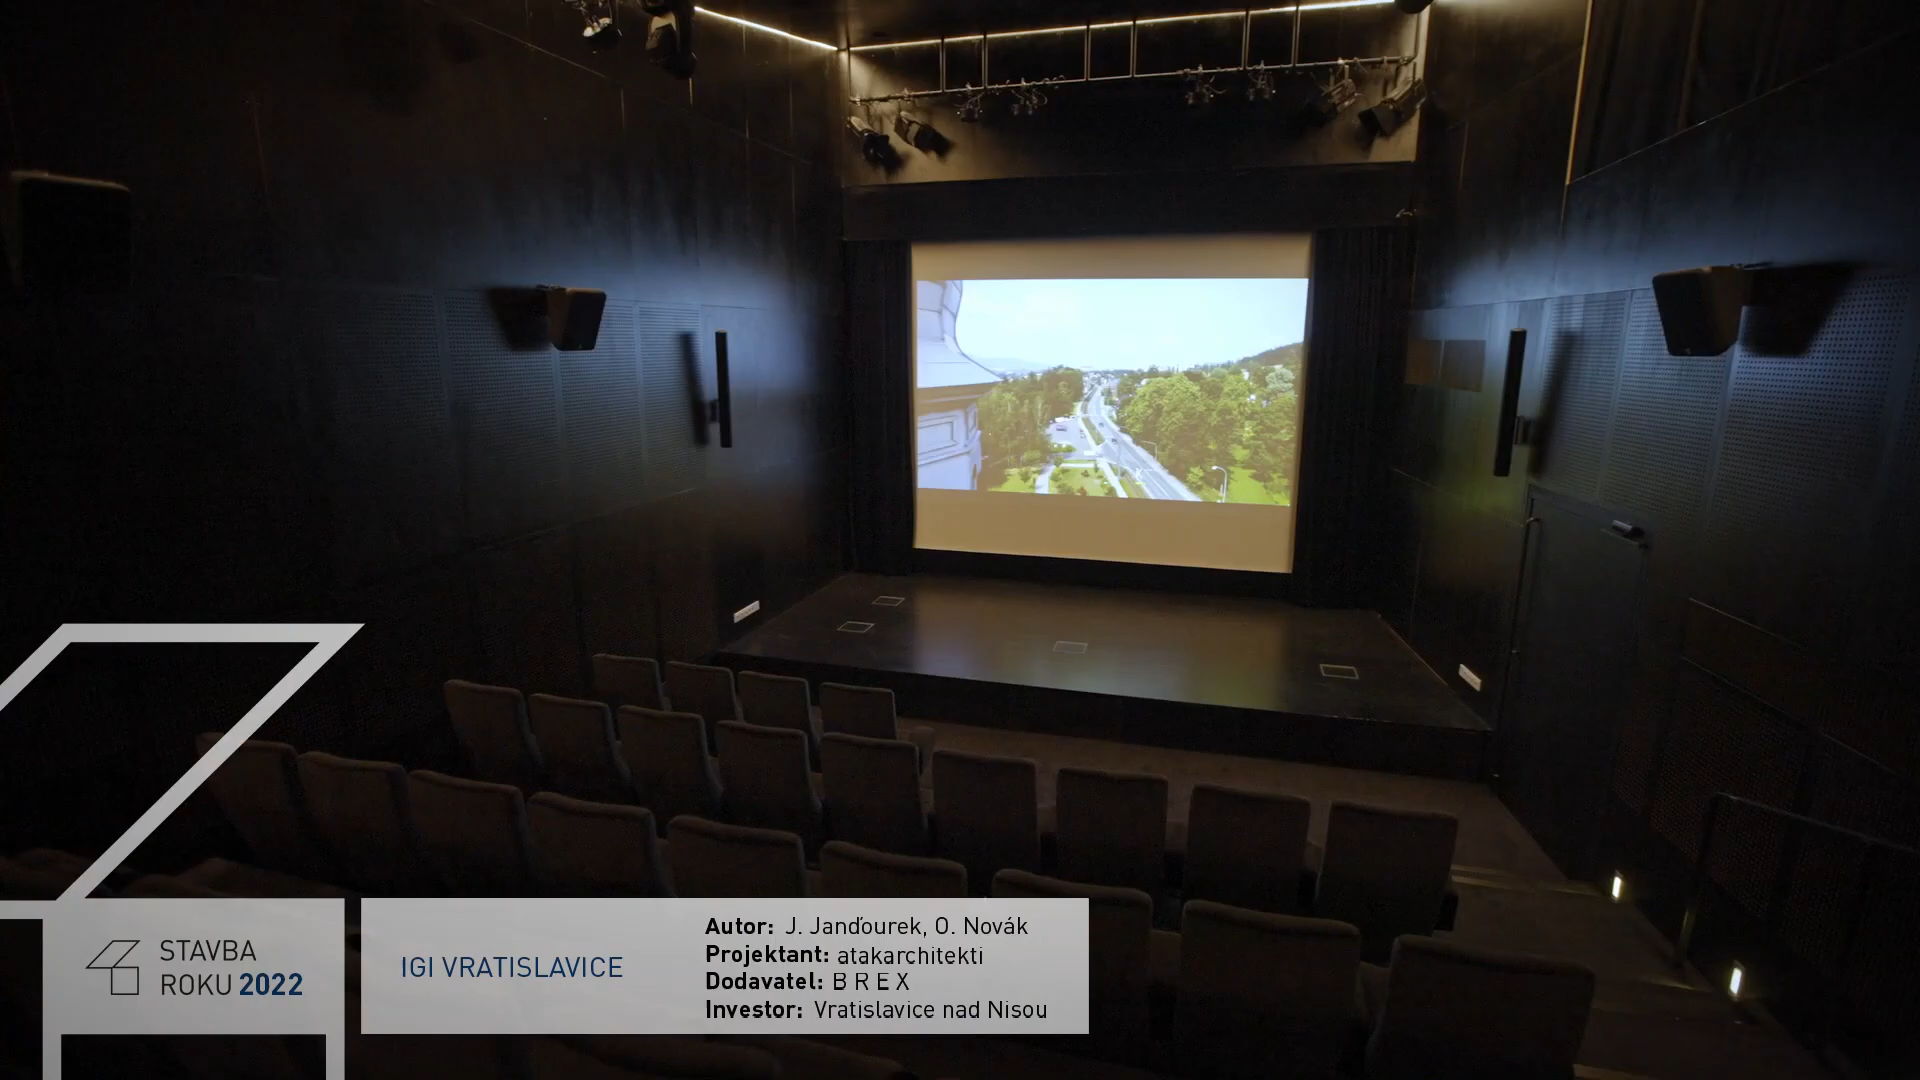 STAVBA
ROKU 2022
IGI VRATISLAVICE
Autor: J. Janďourek, O. Novák
Projektant: atakarchitekti
Dodavatel: B R E X
Investor: Vratislavice nad Nisou